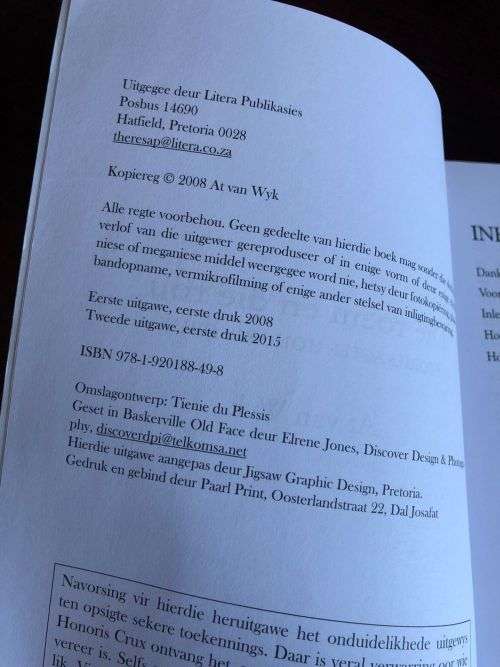 Uitgegee deur Litera Publikasies
Posbus 14690
Hatfield, Pretoria 0028
theresap@litera.co.za
Kopiereg © 2008 At van Wyk
Alle regte voorbehou. Geen gedeelte van hierdie boek mag sonder die
verlof van die uitgewer gereproduseer of in enige vorm of deur enige
niese of meganiese middel weergegee word nie, hetsy deur fotokopiëring,
bandopname, vermikrofilming of enige ander stelsel van inligtingbewaring.
Eerste uitgawe, eerste druk 2008
Tweede uitgawe, eerste druk 2015
ISBN 978-1-920188-49-8
Omslagontwerp: Tienie du Plessis
Geset in Baskerville Old Face deur Elrene Jones, Discover Design & Photogra
phy, discoverdpi@telkomsa.net
Hierdie uitgawe aangepas deur Jigsaw Graphic Design, Pretoria.
Gedruk en gebind deur Paarl Print, Oosterlandstraat 22, Dal Josafat
Navorsing vir hierdie heruitgawe het onduidelikhede uitgewys
ten opsigte sekere toekennings. Daar is veral verwarring oor wie
Honoris Crux ontvang het
vereer is.
INH
Dank
Voor
Inle
Ho
Ho